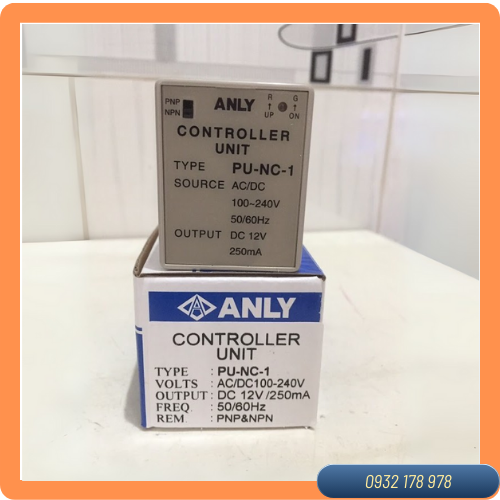 PNP
NPN
ANLY
R G
↑ ↑
UP ON
CONTROLLER
UNIT
TYPE PU-NC-1
SOURCE AC/DC
100~240V
50/60Hz
OUTPUT DC 12V
250mA
ANLY
CONTROLLER
UNIT
TYPE : PU-NC-1
VOLTS : AC/DC100-240V
OUTPUT : DC 12V/250mA
FREQ. : 50/60Hz
REM. : PNP&NPN
0932 178 978